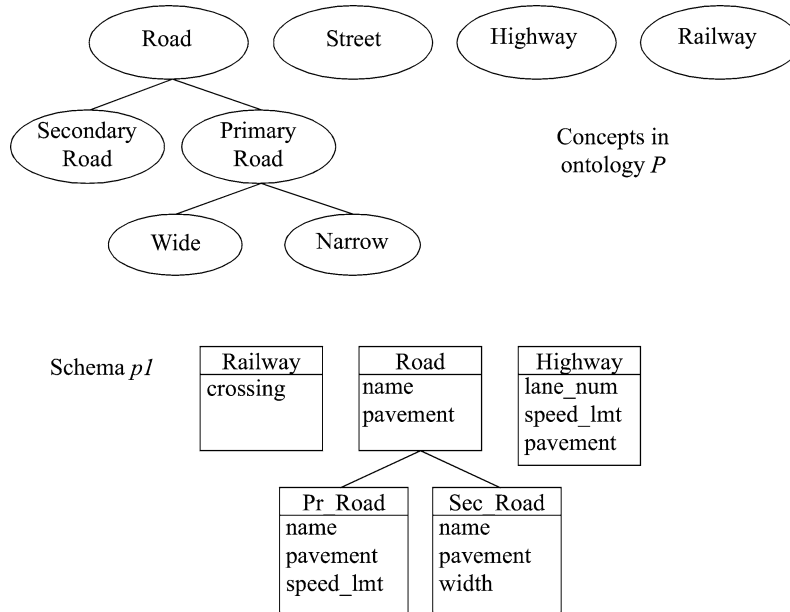 Road
Street
Highway
Railway
Secondary
Road
Primary
Road
Concepts in
ontology P
Wide
Narrow
Schema p1
Railway
crossing
Road
name
pavement
Highway
lane_num
speed_lmt
pavement
Pr_Road
name
pavement
speed_lmt
Sec_Road
name
pavement
width